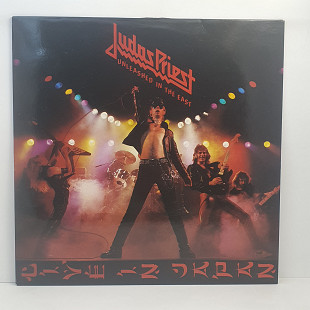 Judas Priest
UNLEASHED IN THE EAST
LIVE IN JAPAN